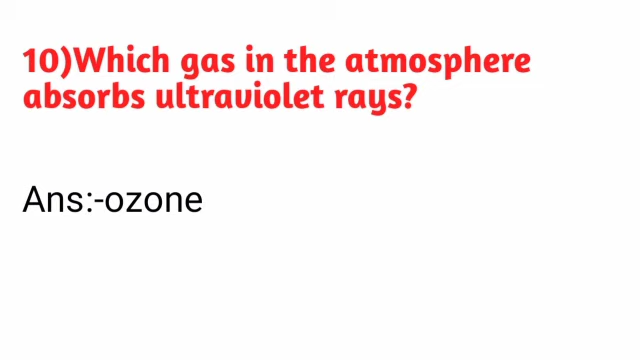 10)Which gas in the atmosphere
absorbs ultraviolet rays?
Ans:-ozone